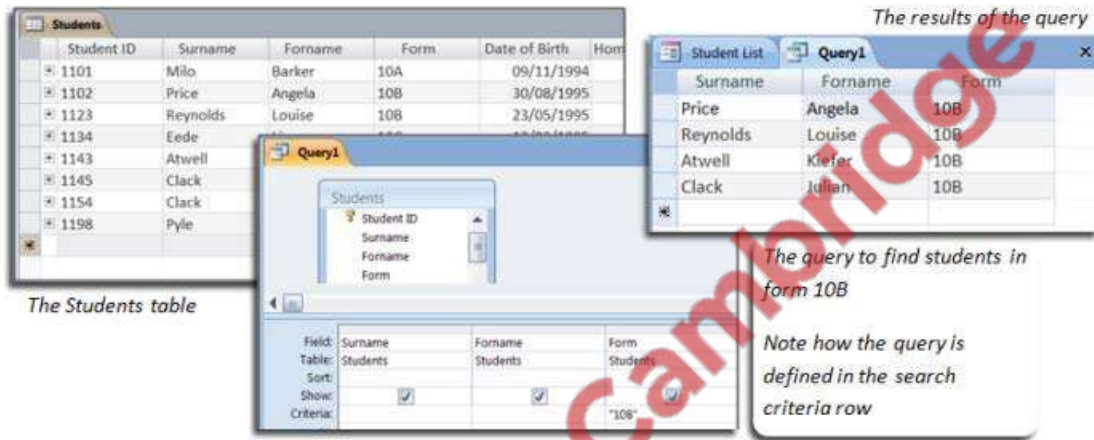 Students
Student ID Surname Forname Form Date of Birth Hom
1101 Milo Barker 10A 09/11/1994
1102 Price Angela 10B 30/08/1995
1123 Reynolds Louise 10B 23/05/1995
1134 Eede
1143 Atwell
1145 Clack
1154 Clack
1198 Pyle
The Students table
Query1
Students
Student ID
Surname
Forname
Form
Field: Surname Forname Form
Table: Students Students Students
Sort:
Show:
Criteria: "10B"
The results of the query
Student List Query1
Surname Forname Form
Price Angela 10B
Reynolds Louise 10B
Atwell Kiefer 10B
Clack Julian 10B
The query to find students in
form 10B
Note how the query is
defined in the search
criteria row
Cambridge